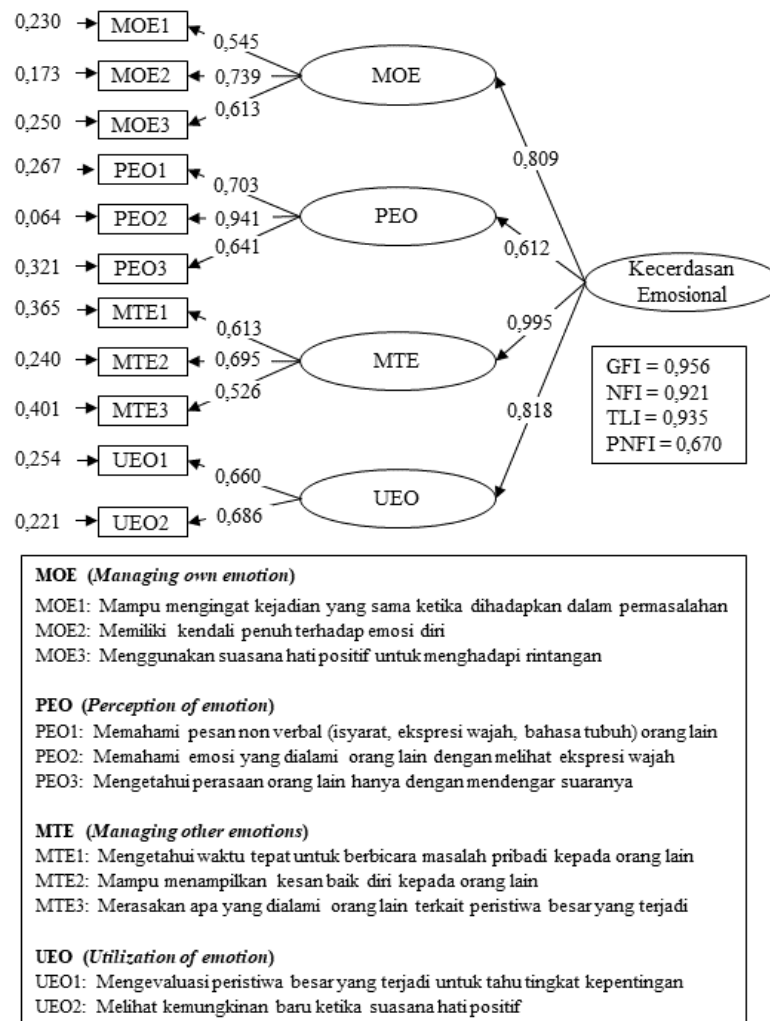 0,230
MOE1
0,545
0,173
MOE2
0,739
MOE
0,250
MOE3
0,613
0,809
0,267
PEO1
0,703
0,064
PEO2
0,941
PEO
0,612
0,321
PEO3
0,641
Kecerdasan
Emosional
0,365
MTE1
0,613
0,995
0,240
MTE2
0,695
MTE
0,401
MTE3
0,526
0,818
GFI = 0,956
NFI = 0,921
TLI = 0,935
PNFI = 0,670
0,254
UEO1
0,660
UEO
0,221
UEO2
0,686
MOE (Managing own emotion)
MOE1: Mampu mengingat kejadian yang sama ketika dihadapkan dalam permasalahan
MOE2: Memiliki kendali penuh terhadap emosi diri
MOE3: Menggunakan suasana hati positif untuk menghadapi rintangan
PEO (Perception of emotion)
PEO1: Memahami pesan non verbal (isyarat, ekspresi wajah, bahasa tubuh) orang lain
PEO2: Memahami emosi yang dialami orang lain dengan melihat ekspresi wajah
PEO3: Mengetahui perasaan orang lain hanya dengan mendengar suaranya
MTE (Managing other emotions)
MTE1: Mengetahui waktu tepat untuk berbicara masalah pribadi kepada orang lain
MTE2: Mampu menampilkan kesan baik diri kepada orang lain
MTE3: Merasakan apa yang dialami orang lain terkait peristiwa besar yang terjadi
UEO (Utilization of emotion)
UEO1: Mengevaluasi peristiwa besar yang terjadi untuk tahu tingkat kepentingan
UEO2: Melihat kemungkinan baru ketika suasana hati positif